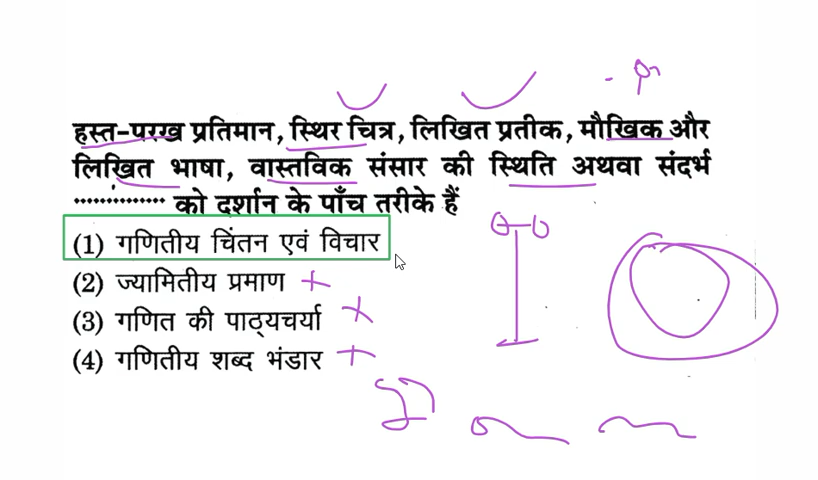 हस्त-परख प्रतिमान, स्थिर चित्र, लिखित प्रतीक, मौखिक और
लिखित भाषा, वास्तविक संसार की स्थिति अथवा संदर्भ
............... को दर्शाने के पाँच तरीके हैं
(1) गणितीय चिंतन एवं विचार
(2) ज्यामितीय प्रमाण
(3) गणित की पाठ्यचर्या
(4) गणितीय शब्द भंडार